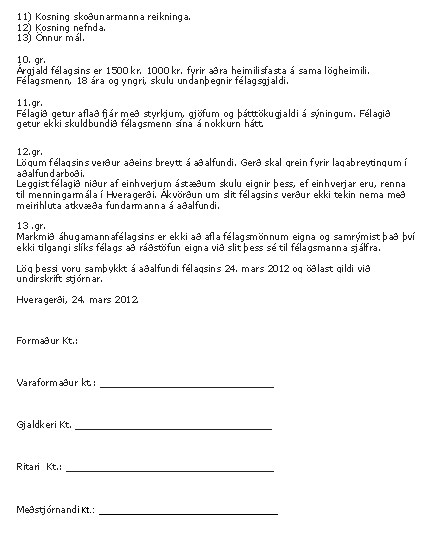 11) Kosning skoðunarmanna reikninga.
12) Kosning nefnda.
13) Önnur mál.
10. gr.
Árgjald félagsins er 1500 kr. 1000 kr. fyrir aðra heimilisfasta á sama lögheimili.
Félagsmenn, 18 ára og yngri, skulu undanþegnir félagsgjaldi.
11.gr.
Félagið getur aflað fjár með styrkjum, gjöfum og þátttökugjaldi á sýningum. Félagið
getur ekki skuldbundið félagsmenn sína á nokkurn hátt.
12.gr.
Lögum félagsins verður aðeins breytt á aðalfundi. Gerð skal grein fyrir lagabreytingum í
aðalfundarboði.
Leggist félagið niður af einhverjum ástæðum skulu eignir þess, ef einhverjar eru, renna
til menningarmála í Hveragerði. Ákvörðun um slit félagsins verður ekki tekin nema með
meirihluta atkvæða fundarmanna á aðalfundi.
13 .gr.
Markmið áhugamannafélagsins er ekki að afla félagsmönnum eigna og samrýmist það því
ekki tilgangi slíks félags að ráðstöfun eigna við slit þess sé til félagsmanna sjálfra.
Lög þessi voru samþykkt á aðalfundi félagsins 24. mars 2012 og öðlast gildi við
undirskrift stjórnar.
Hveragerði, 24. mars 2012.
Formaður Kt.:
Varaformaður kt.: ______________________________
Gjaldkeri Kt. __________________________________
Ritari Kt.: ____________________________________
MeðstjórnandiKt.: _______________________________